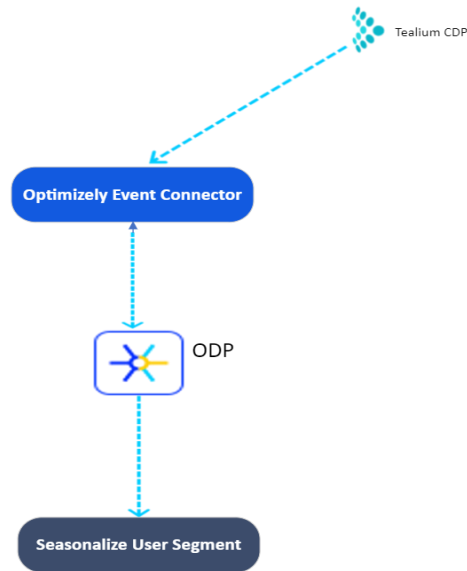 Tealium CDP
Optimizely Event Connector
ODP
Seasonalize User Segment